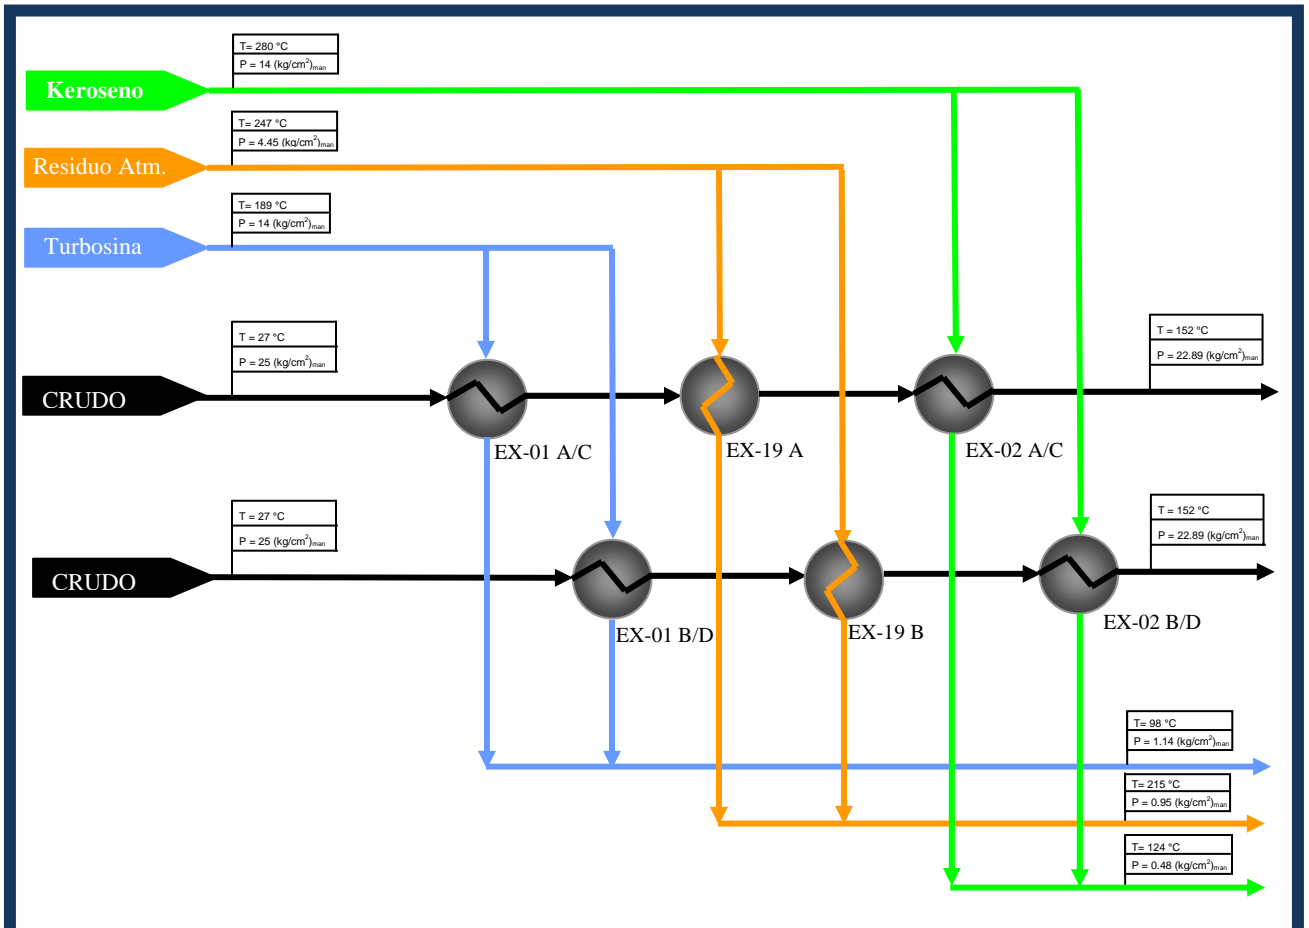 T= 280 °C
P = 14 (kg/cm²)man
Keroseno
T= 247 °C
P = 4.45 (kg/cm²)man
Residuo Atm.
T= 189 °C
P = 14 (kg/cm²)man
Turbosina
T = 27 °C
P = 25 (kg/cm²)man
T = 152 °C
P = 22.89 (kg/cm²)man
CRUDO
EX-01 A/C
EX-19 A
EX-02 A/C
T = 27 °C
P = 25 (kg/cm²)man
T = 152 °C
P = 22.89 (kg/cm²)man
CRUDO
EX-01 B/D
EX-19 B
EX-02 B/D
T= 98 °C
P = 1.14 (kg/cm²)man
T= 215 °C
P = 0.95 (kg/cm²)man
T= 124 °C
P = 0.48 (kg/cm²)man